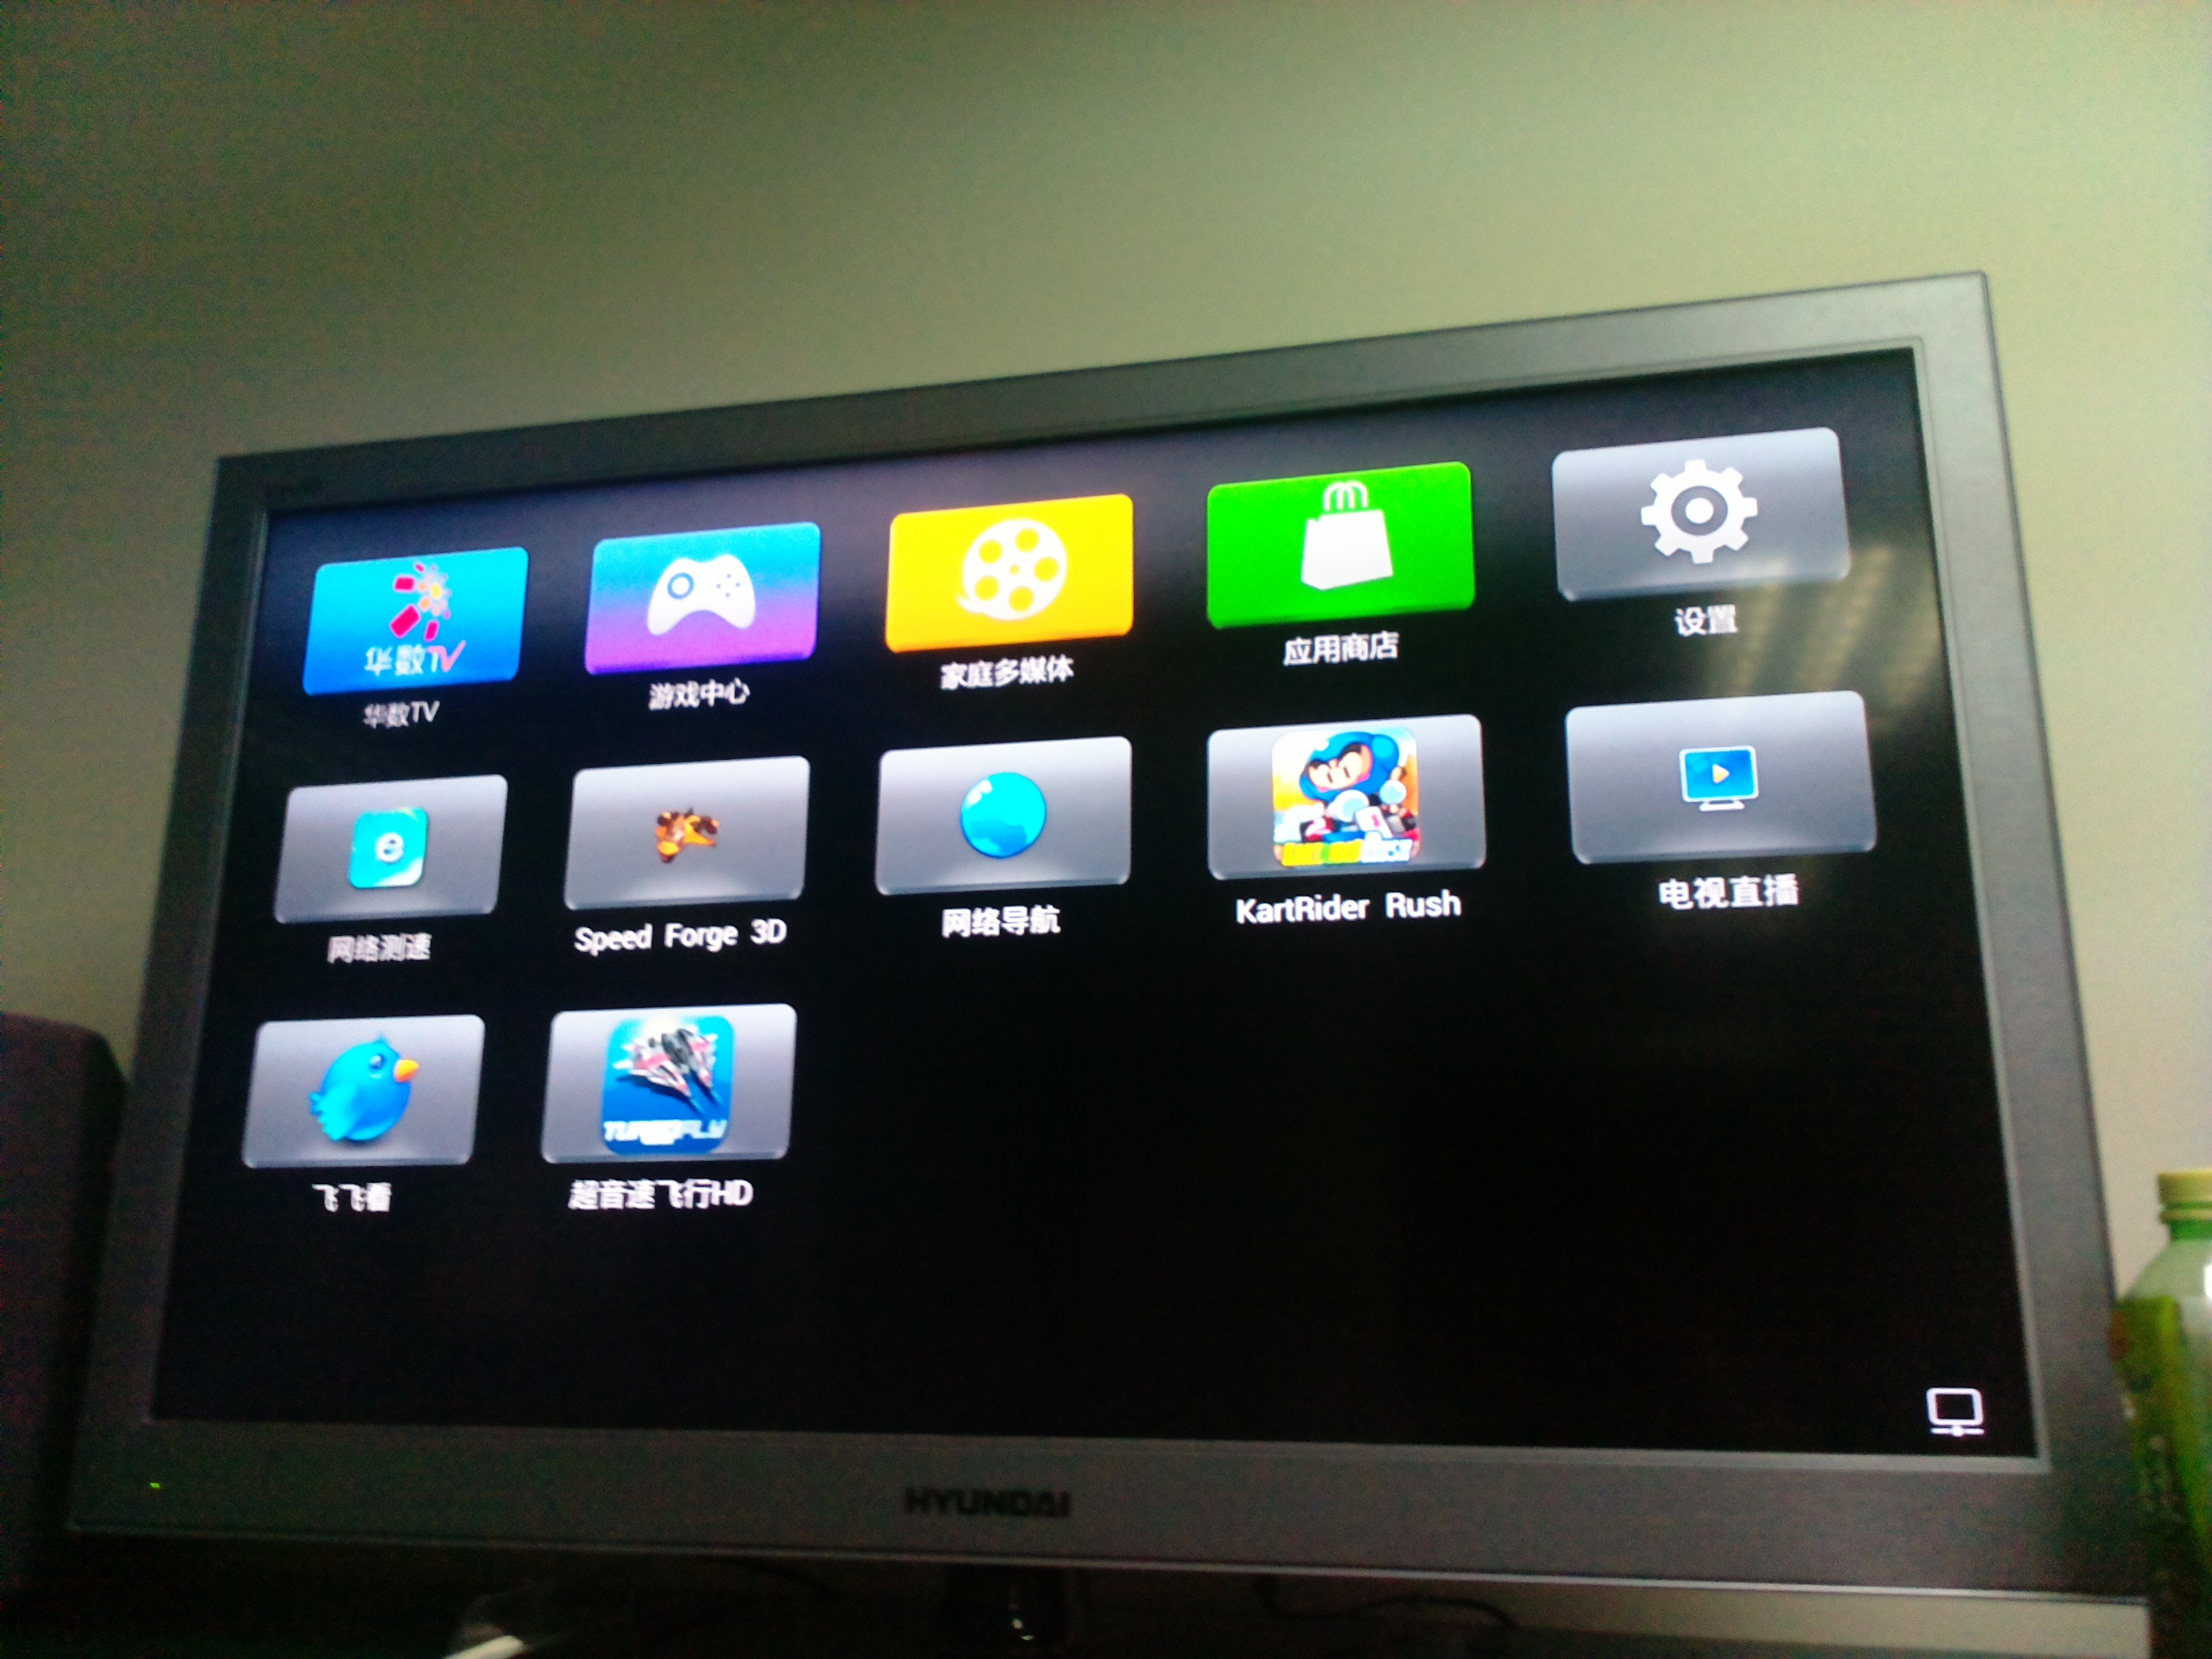 华数TV
华数TV
游戏中心
家庭多媒体
应用商店
设置
网络测速
Speed Forge 3D
网络导航
KartRider Rush
电视直播
飞飞看
TURBOFLY
超音速飞行HD
HYUNDAI